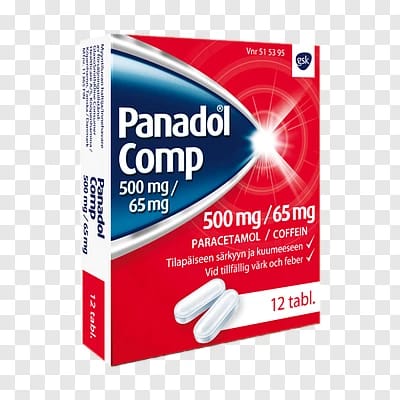 Vnr 51 53 95
gsk
Panadol®
Comp
500 mg/
65 mg
500 mg/65 mg
PARACETAMOL / COFFEIN
Tilapäiseen särkyyn ja kuumeeseen ✓
Vid tillfällig värk och feber ✓
12 tabl.
Panadol
Comp
500 mg/65 mg
12 tabl.